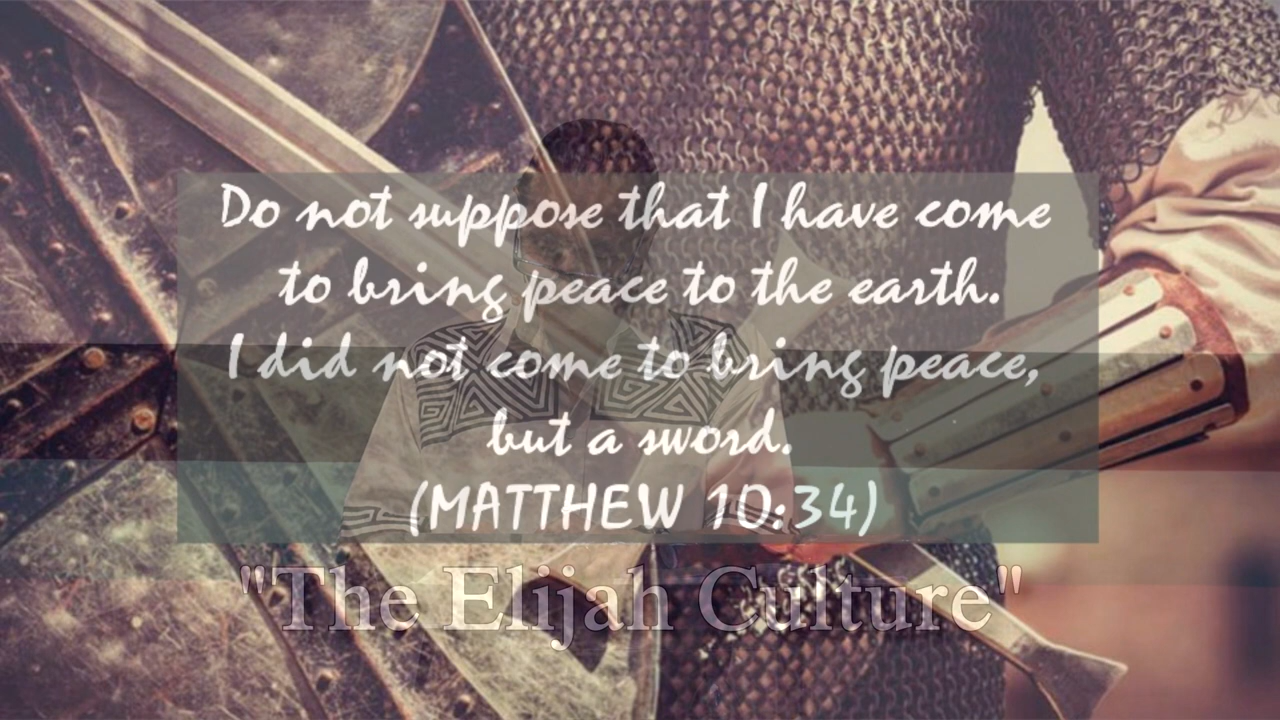 Do not suppose that I have come
to bring peace to the earth.
I did not come to bring peace,
but a sword.
(MATTHEW 10:34)
"The Elijah Culture"